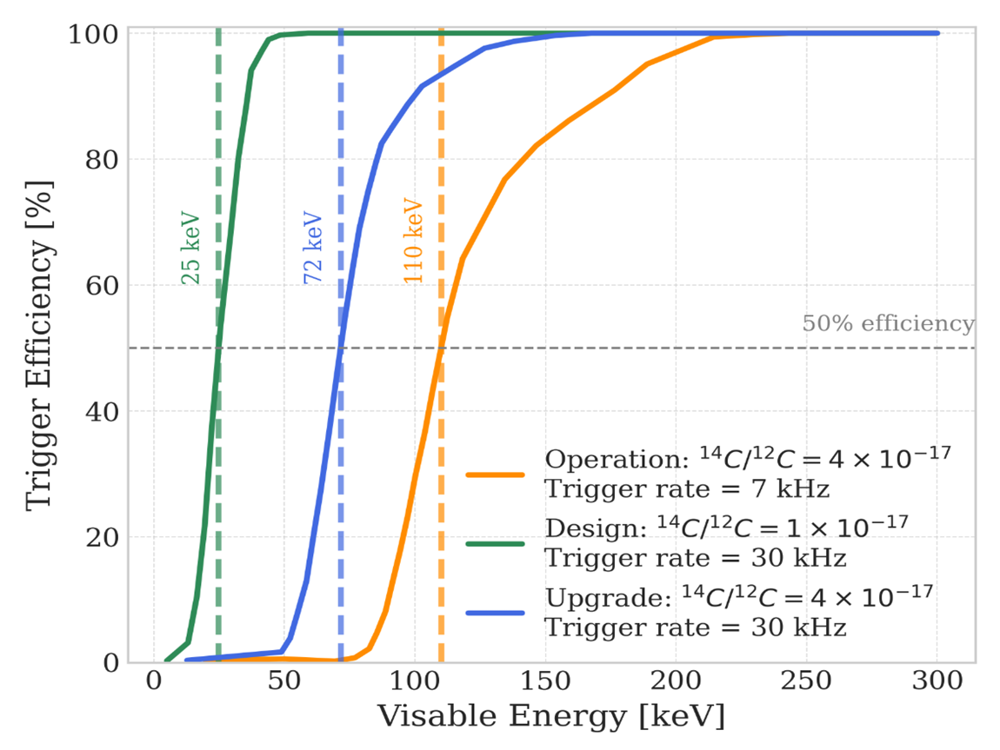 Trigger Efficiency [%]
100
80
60
40
20
0
25 keV
72 keV
110 keV
50% efficiency
Operation: ¹⁴C/¹²C = 4 × 10⁻¹⁷
Trigger rate = 7 kHz
Design: ¹⁴C/¹²C = 1 × 10⁻¹⁷
Trigger rate = 30 kHz
Upgrade: ¹⁴C/¹²C = 4 × 10⁻¹⁷
Trigger rate = 30 kHz
0 50 100 150 200 250 300
Visable Energy [keV]